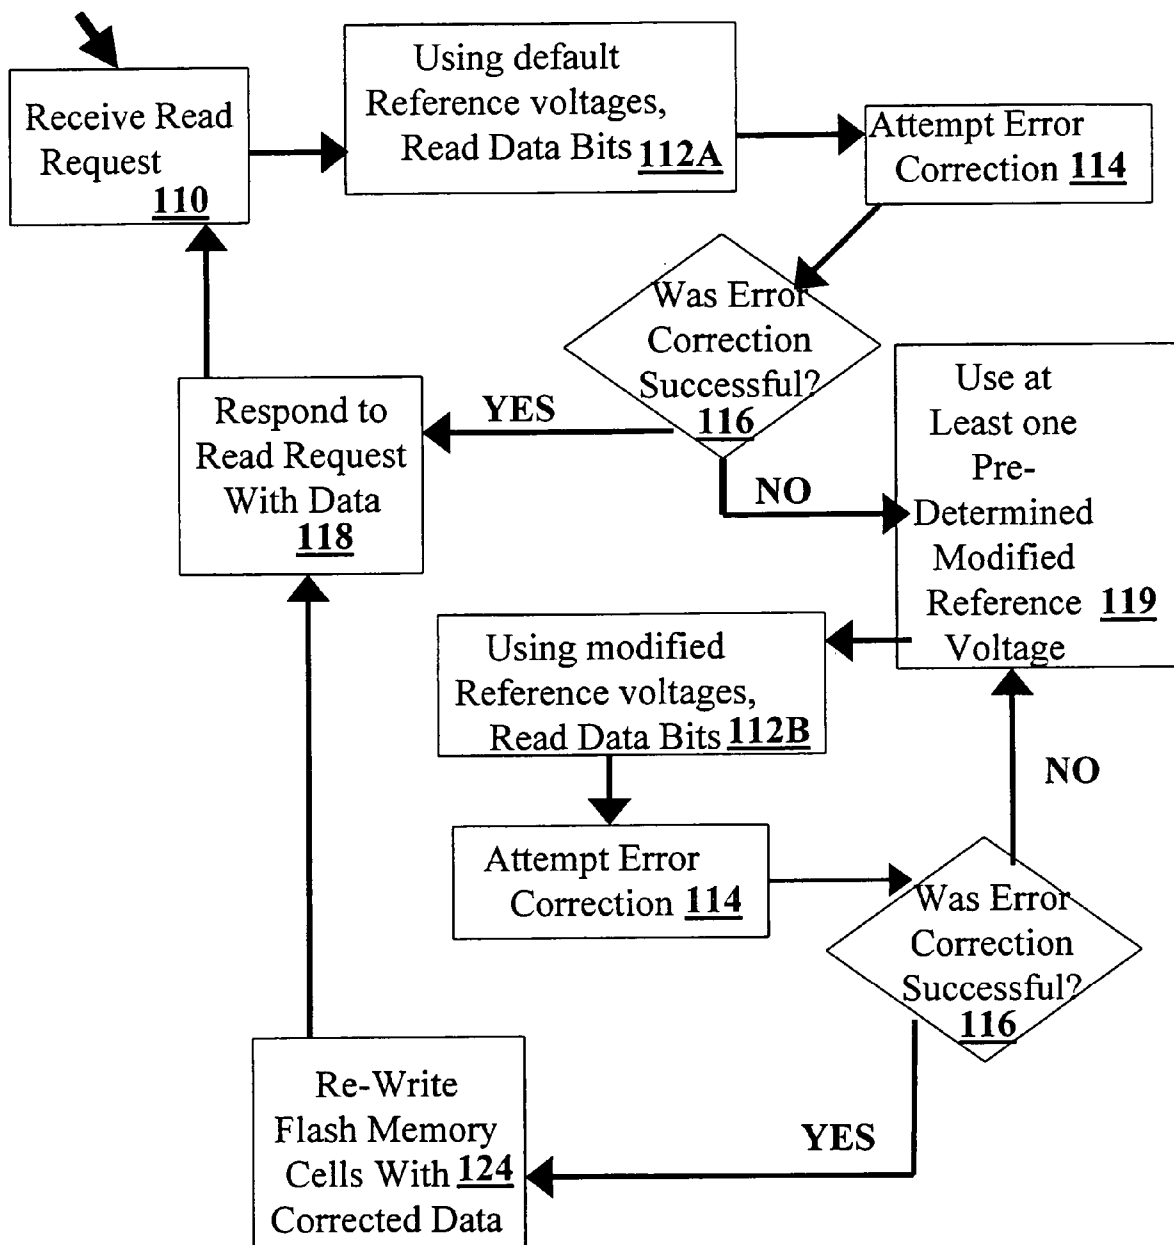 Receive Read
Request
110
Using default
Reference voltages,
Read Data Bits 112A
Attempt Error
Correction 114
Was Error
Correction
Successful?
116
YES
NO
Respond to
Read Request
With Data
118
Use at
Least one
Pre-
Determined
Modified
Reference 119
Voltage
Using modified
Reference voltages,
Read Data Bits 112B
Attempt Error
Correction 114
NO
Was Error
Correction
Successful?
116
YES
Re-Write
Flash Memory
Cells With 124
Corrected Data